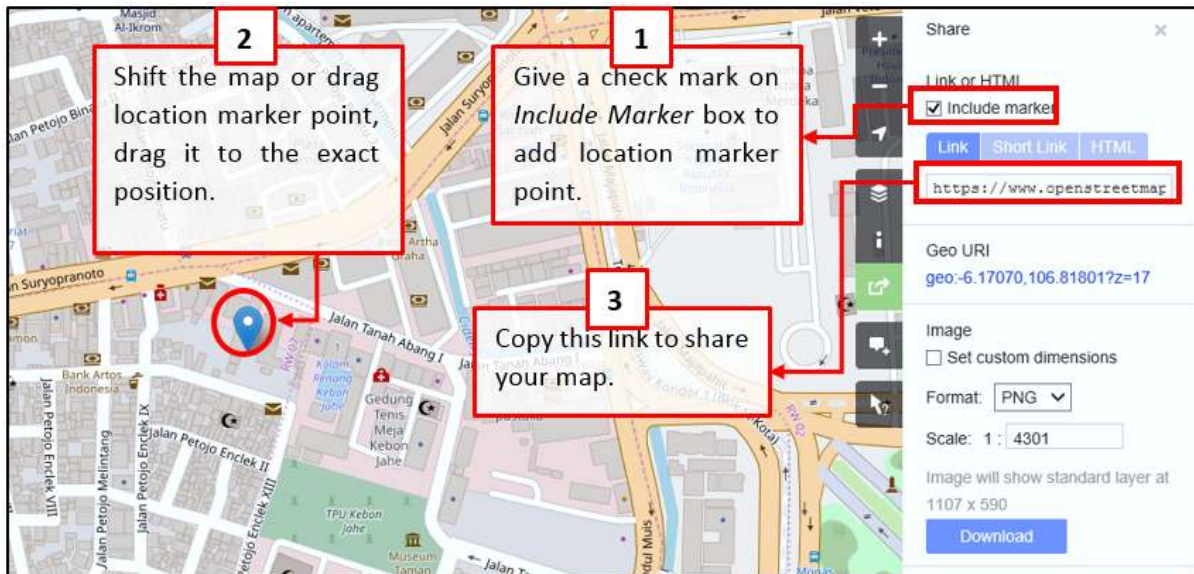 Masjid
Al-Ikrom
2
Shift the map or drag
location marker point,
drag it to the exact
position.
1
Give a check mark on
Include Marker box to
add location marker
point.
3
Copy this link to share
your map.
Jalan Suryopranoto
Jalan Tanah Abang I
RW 02
Kolam
Renang
Kebon
Jahe
Gedung
Tenis
Meja
Kebon
Jahe
Bank Artos
Indonesia
Jalan Petojo Enclek II
Jalan Petojo Enclek IX
Jalan Petojo Melintang
Jalan Petojo Enclek XIII
TPU Kebon
Jahe
Museum
Taman
Jalan Majapahit
RW 02
Share
×
Link or HTML
Include marker
Link
Short Link
HTML
https://www.openstreetmap
Geo URI
geo:-6.17070,106.81801?z=17
Image
Set custom dimensions
Format: PNG
Scale: 1 : 4301
Image will show standard layer at
1107 x 590
Download